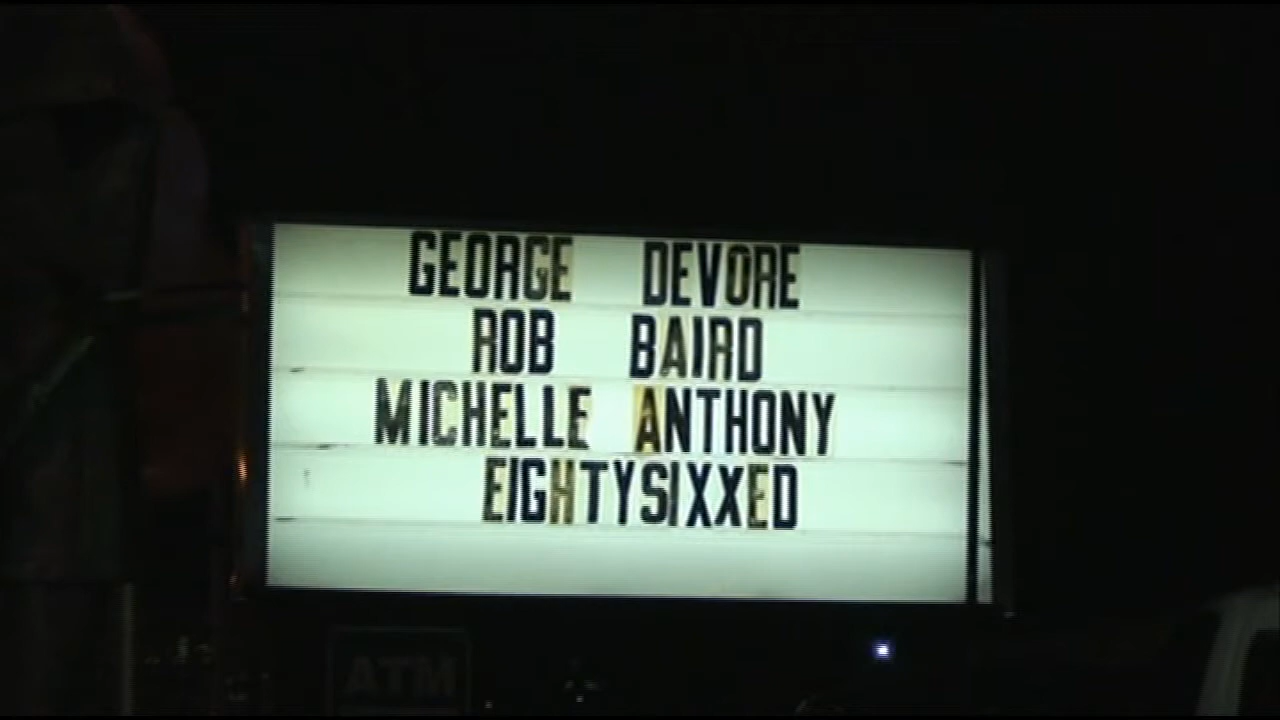 GEORGE DEVORE
ROB BAIRD
MICHELLE ANTHONY
EIGHTYSIXXED
ATM